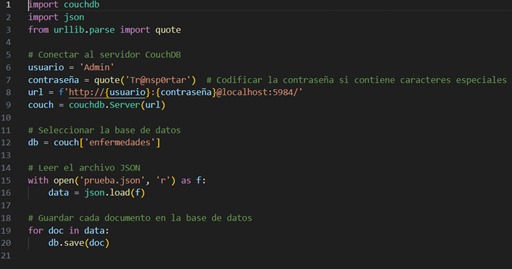 1 import couchdb
2 import json
3 from urllib.parse import quote
4
5 # Conectar al servidor CouchDB
6 usuario = 'Admin'
7 contraseña = quote('Tr@nsp0rtar')  # Codificar la contraseña si contiene caracteres especiales
8 url = f'http://{usuario}:{contraseña}@localhost:5984/'
9 couch = couchdb.Server(url)
10
11 # Seleccionar la base de datos
12 db = couch['enfermedades']
13
14 # Leer el archivo JSON
15 with open('prueba.json', 'r') as f:
16     data = json.load(f)
17
18 # Guardar cada documento en la base de datos
19 for doc in data:
20     db.save(doc)
21